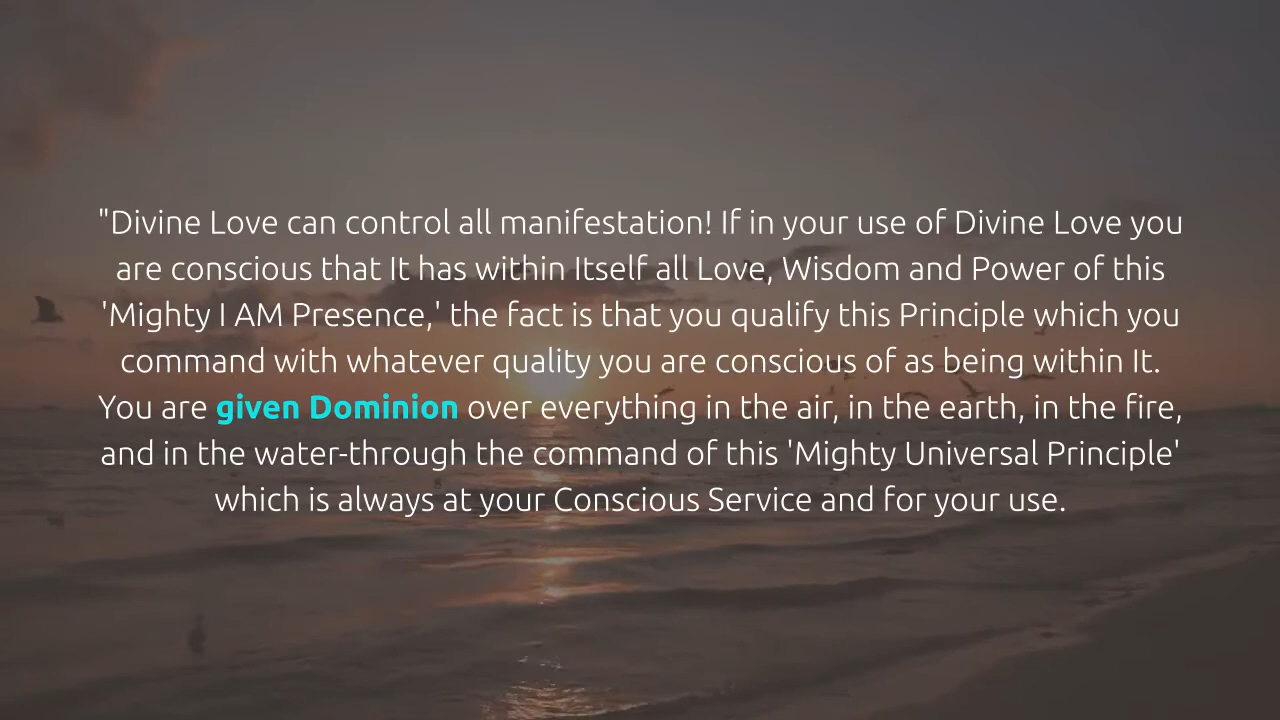 "Divine Love can control all manifestation! If in your use of Divine Love you
are conscious that It has within Itself all Love, Wisdom and Power of this
'Mighty I AM Presence,' the fact is that you qualify this Principle which you
command with whatever quality you are conscious of as being within It.
You are given Dominion over everything in the air, in the earth, in the fire,
and in the water-through the command of this 'Mighty Universal Principle'
which is always at your Conscious Service and for your use.